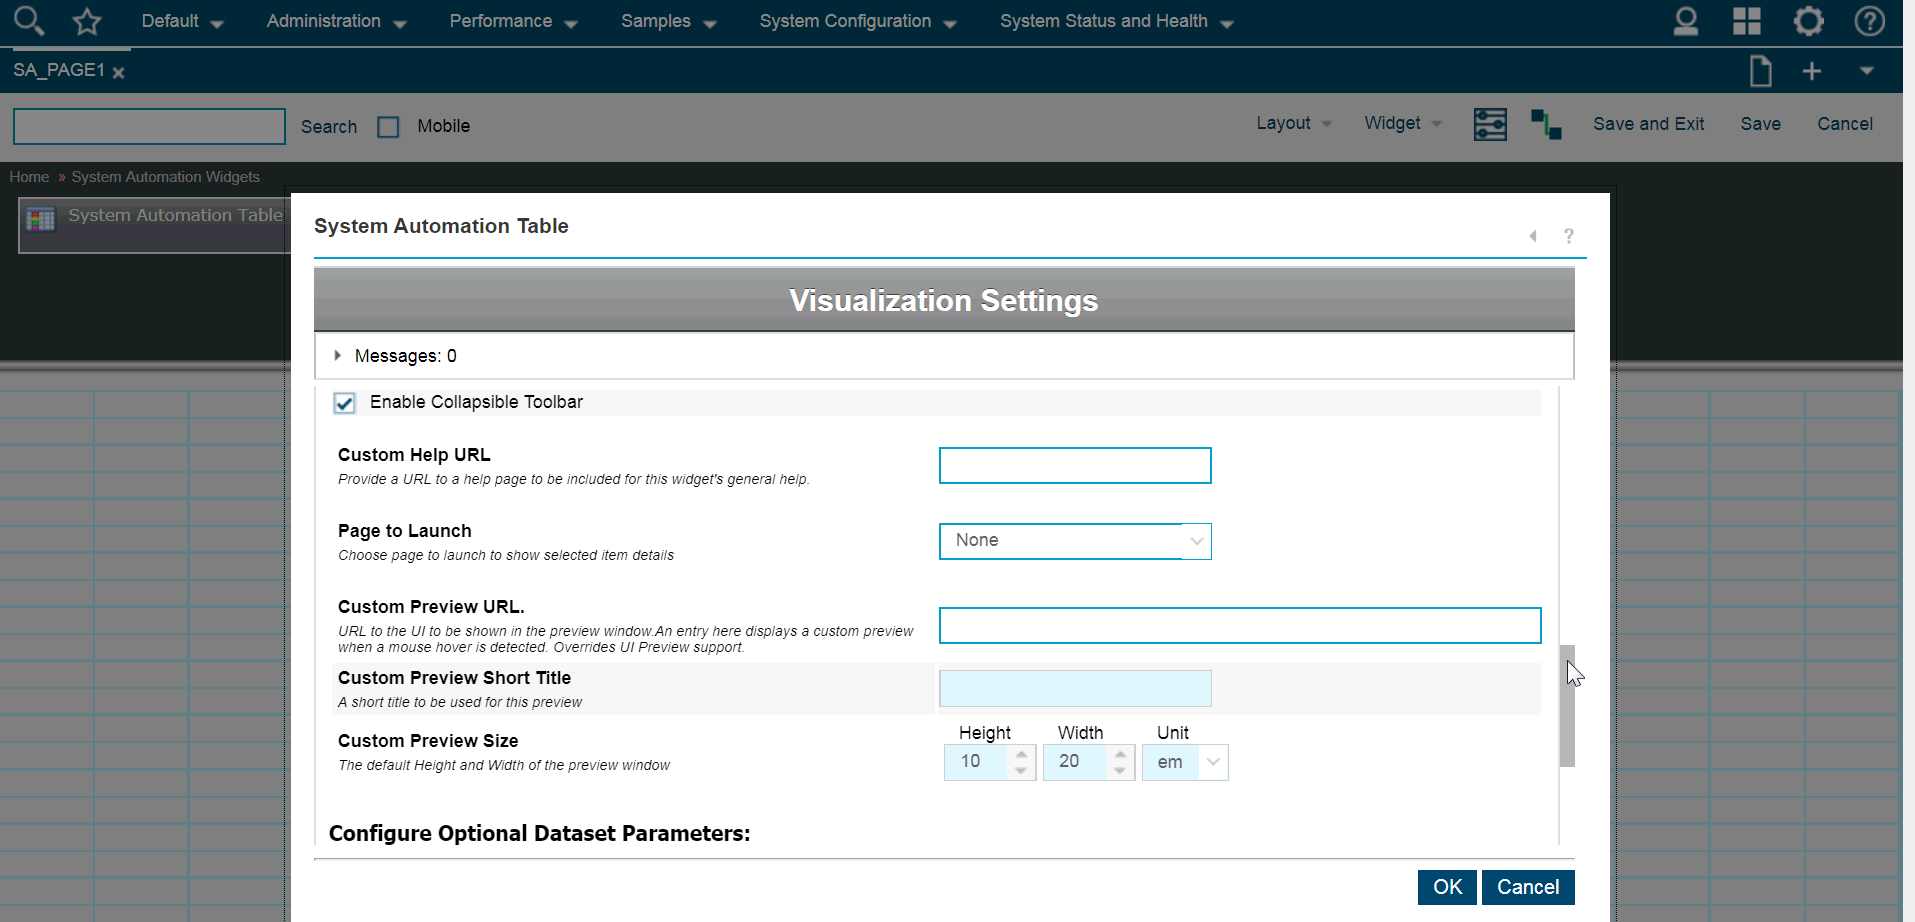 Default Administration Performance Samples System Configuration System Status and Health ?
SA_PAGE1 x
Search Mobile Layout Widget Save and Exit Save Cancel
Home » System Automation Widgets
System Automation Table
System Automation Table
?
Visualization Settings
Messages: 0
Enable Collapsible Toolbar
Custom Help URL
Provide a URL to a help page to be included for this widget's general help.
Page to Launch
None
Choose page to launch to show selected item details
Custom Preview URL.
URL to the UI to be shown in the preview window.An entry here displays a custom preview
when a mouse hover is detected. Overrides UI Preview support.
Custom Preview Short Title
A short title to be used for this preview
Height Width Unit
Custom Preview Size
10 20 em
The default Height and Width of the preview window
Configure Optional Dataset Parameters:
OK Cancel